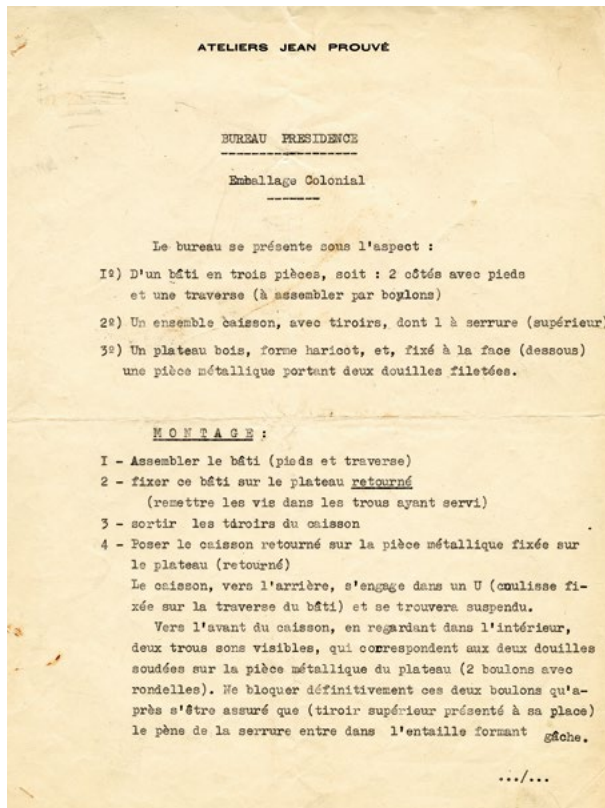 ATELIERS JEAN PROUVÉ
BUREAU PRESIDENCE
Emballage Colonial
Le bureau se présente sous l'aspect :
Iº) D'un bâti en trois pièces, soit : 2 côtés avec pieds
et une traverse (à assembler par boulons)
2º) Un ensemble caisson, avec tiroirs, dont 1 à serrure (supérieur)
3º) Un plateau bois, forme haricot, et, fixé à la face (dessous)
une pièce métallique portant deux douilles filetées.
MONTAGE :
I - Assembler le bâti (pieds et traverse)
2 - fixer ce bâti sur le plateau retourné
(remettre les vis dans les trous ayant servi)
3 - sortir les tiroirs du caisson
4 - Poser le caisson retourné sur la pièce métallique fixée sur
le plateau (retourné)
Le caisson, vers l'arrière, s'engage dans un U (coulisse fi-
xée sur la traverse du bâti) et se trouvera suspendu.
Vers l'avant du caisson, en regardant dans l'intérieur,
deux trous sons visibles, qui correspondent aux deux douilles
soudées sur la pièce métallique du plateau (2 boulons avec
rondelles). Ne bloquer définitivement ces deux boulons qu'a-
près s'être assuré que (tiroir supérieur présenté à sa place)
le pène de la serrure entre dans l'entaille formant gâche.
.../...